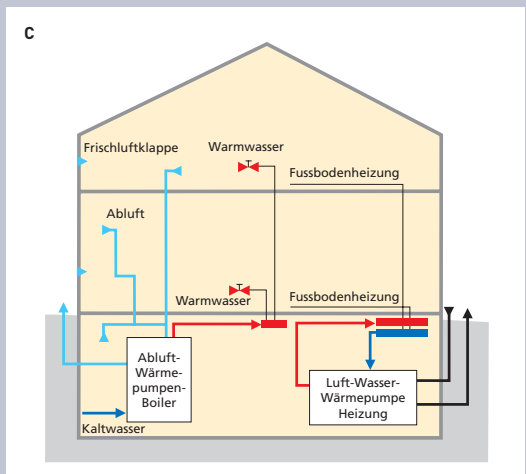 C
Frischluftklappe
Warmwasser
Fussbodenheizung
Abluft
Warmwasser
Fussbodenheizung
Abluft-
Wärme-
pumpen-
Boiler
Luft-Wasser-
Wärmepumpe
Heizung
Kaltwasser